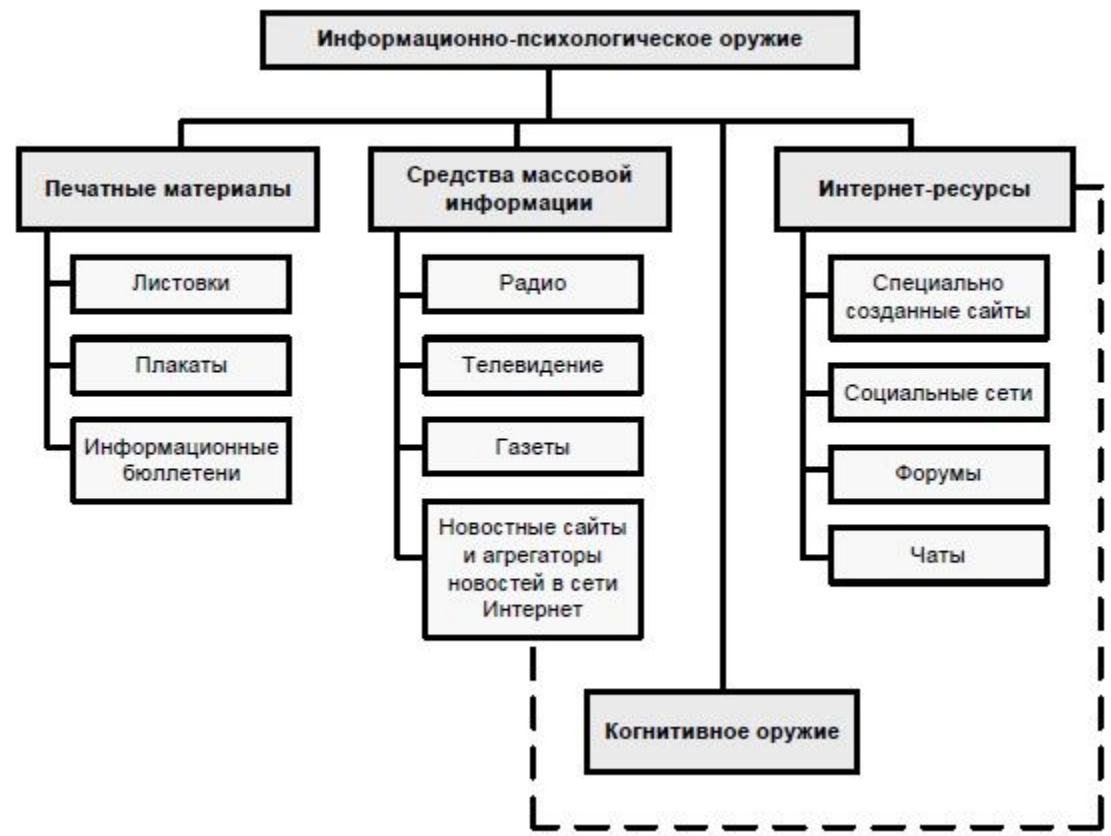 Информационно-психологическое оружие
Печатные материалы
Листовки
Плакаты
Информационные
бюллетени
Средства массовой
информации
Радио
Телевидение
Газеты
Новостные сайты
и агрегаторы
новостей в сети
Интернет
Когнитивное оружие
Интернет-ресурсы
Специально
созданные сайты
Социальные сети
Форумы
Чаты